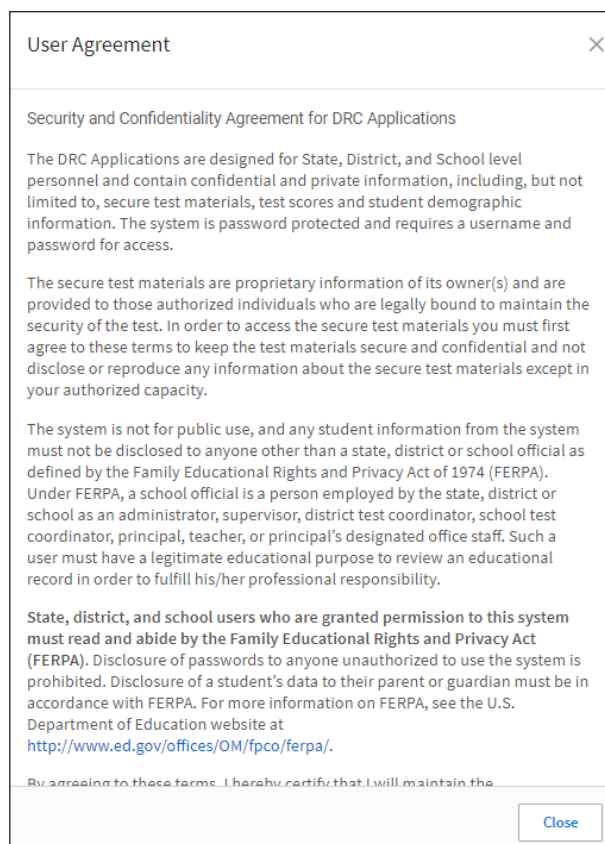 User Agreement
Security and Confidentiality Agreement for DRC Applications
The DRC Applications are designed for State, District, and School level
personnel and contain confidential and private information, including, but not
limited to, secure test materials, test scores and student demographic
information. The system is password protected and requires a username and
password for access.
The secure test materials are proprietary information of its owner(s) and are
provided to those authorized individuals who are legally bound to maintain the
security of the test. In order to access the secure test materials you must first
agree to these terms to keep the test materials secure and confidential and not
disclose or reproduce any information about the secure test materials except in
your authorized capacity.
The system is not for public use, and any student information from the system
must not be disclosed to anyone other than a state, district or school official as
defined by the Family Educational Rights and Privacy Act of 1974 (FERPA).
Under FERPA, a school official is a person employed by the state, district or
school as an administrator, supervisor, district test coordinator, school test
coordinator, principal, teacher, or principal's designated office staff. Such a
user must have a legitimate educational purpose to review an educational
record in order to fulfill his/her professional responsibility.
State, district, and school users who are granted permission to this system
must read and abide by the Family Educational Rights and Privacy Act
(FERPA). Disclosure of passwords to anyone unauthorized to use the system is
prohibited. Disclosure of a student's data to their parent or guardian must be in
accordance with FERPA. For more information on FERPA, see the U.S.
Department of Education website at
http://www.ed.gov/offices/OM/fpco/ferpa/.
By agreeing to these terms, I hereby certify that I will maintain the
Close